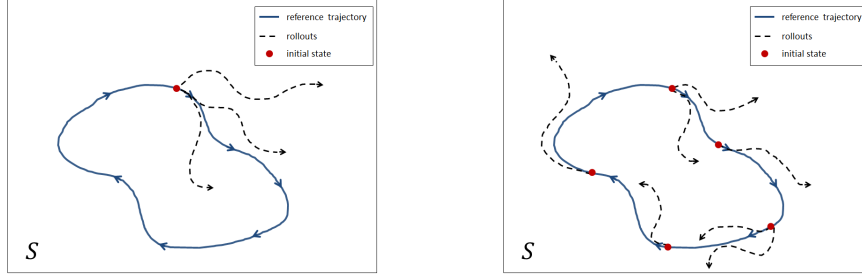 reference trajectory
rollouts
initial state
S
reference trajectory
rollouts
initial state
S